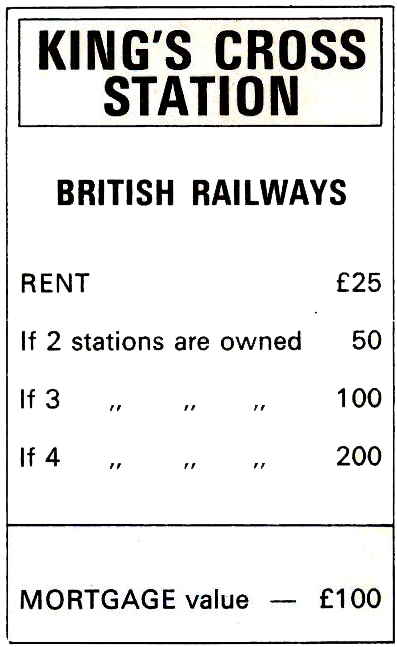 KING'S CROSS
STATION
BRITISH RAILWAYS
RENT £25
If 2 stations are owned 50
If 3 ,, ,, ,, 100
If 4 ,, ,, ,, 200
MORTGAGE value — £100